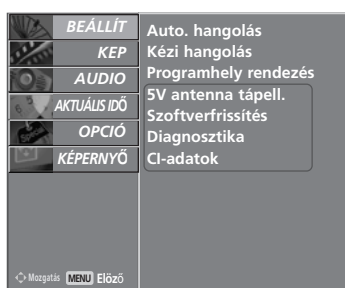 BEÁLLÍT
KEP
AUDIO
AKTUÁLIS IDŐ
OPCIÓ
KÉPERNYŐ
Mozgatás MENU Előző
Auto. hangolás
Kézi hangolás
Programhely rendezés
5V antenna tápell.
Szoftverfrissítés
Diagnosztika
CI-adatok